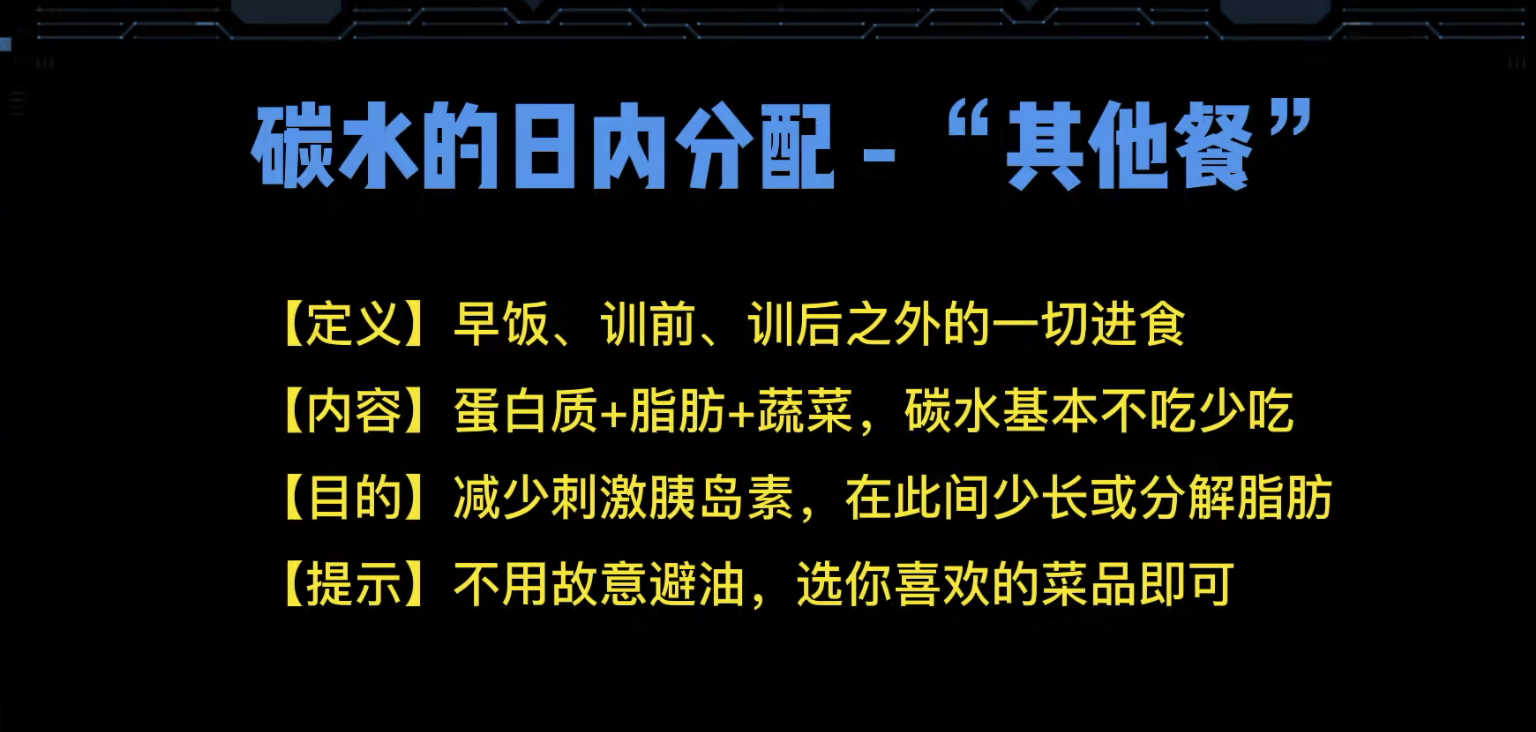 碳水的日内分配 - “其他餐”
【定义】早饭、训前、训后之外的一切进食
【内容】蛋白质+脂肪+蔬菜，碳水基本不吃少吃
【目的】减少刺激胰岛素，在此间少长或分解脂肪
【提示】不用故意避油，选你喜欢的菜品即可